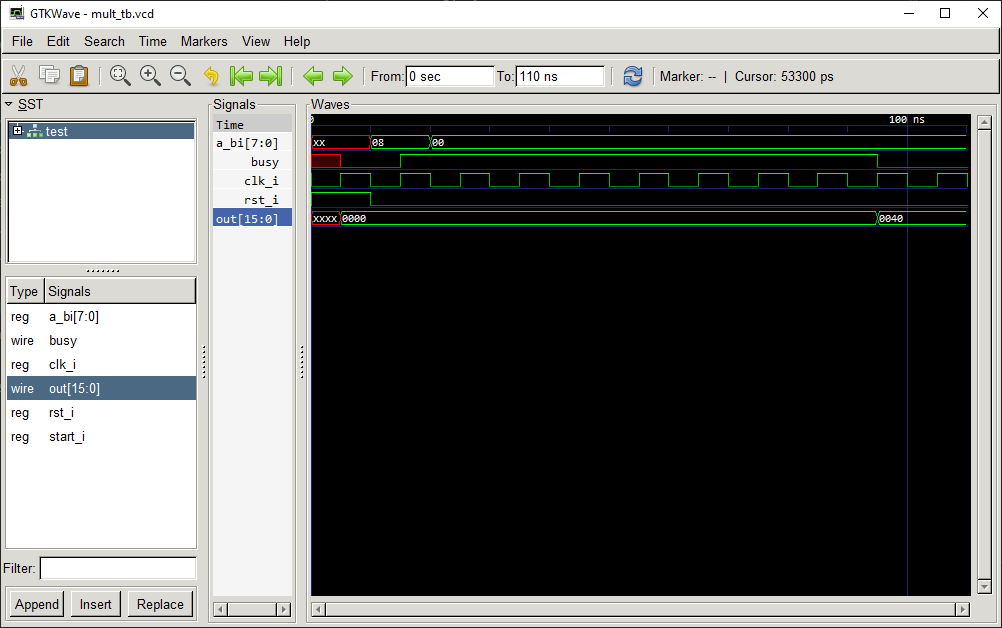 GTKWave - mult_tb.vcd
File Edit Search Time Markers View Help
From: 0 sec To: 110 ns Marker: -- | Cursor: 53300 ps
SST
test
Type Signals
reg a_bi[7:0]
wire busy
reg clk_i
wire out[15:0]
reg rst_i
reg start_i
Filter:
Append Insert Replace
Signals
Time
a_bi[7:0]
busy
clk_i
rst_i
out[15:0]
Waves
0 100 ns
xx 08 00
xxxx 0000 0040